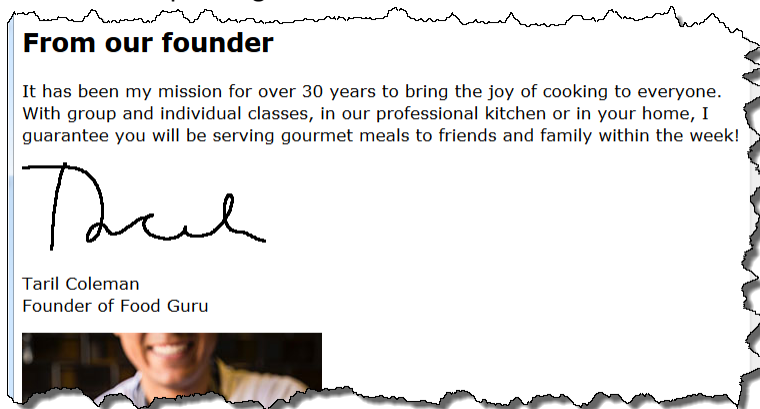 From our founder
It has been my mission for over 30 years to bring the joy of cooking to everyone.
With group and individual classes, in our professional kitchen or in your home, I
guarantee you will be serving gourmet meals to friends and family within the week!
Taril
Taril Coleman
Founder of Food Guru